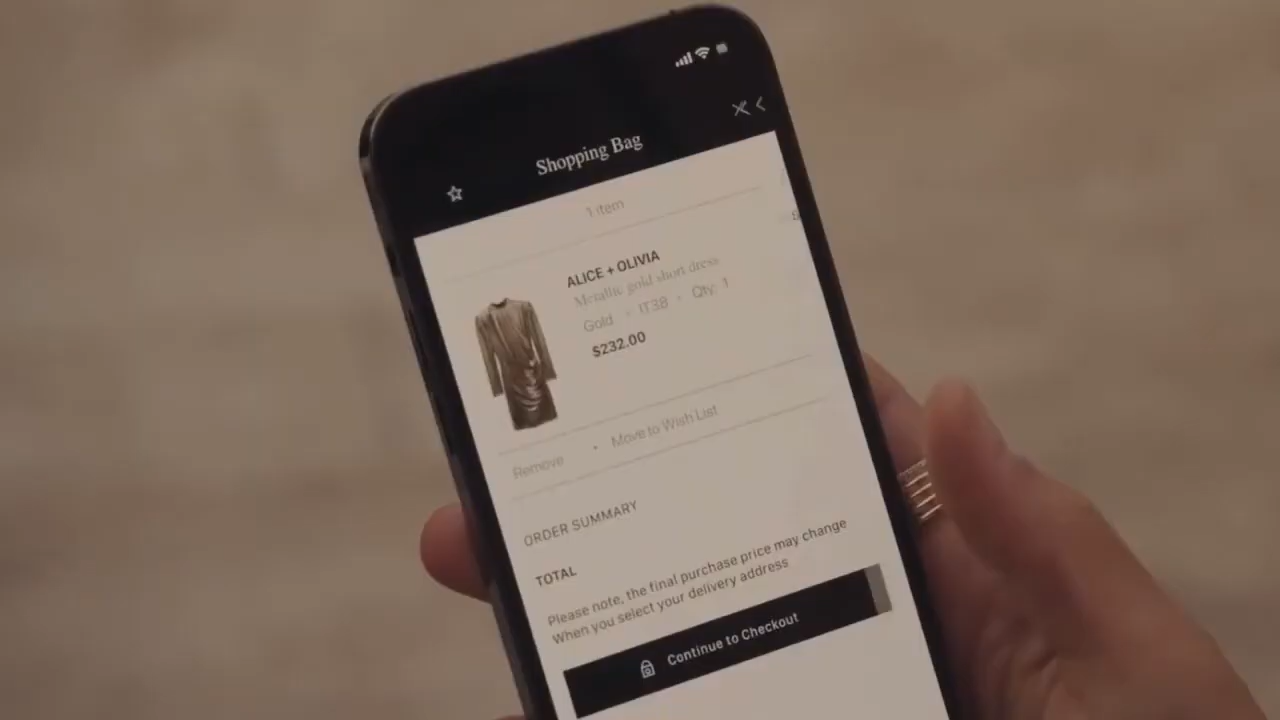 Shopping Bag
1 item
ALICE + OLIVIA
Metallic gold short dress
Gold • IT38 • Qty: 1
$232.00
Remove • Move to Wish List
ORDER SUMMARY
TOTAL
Please note, the final purchase price may change
When you select your delivery address
Continue to Checkout